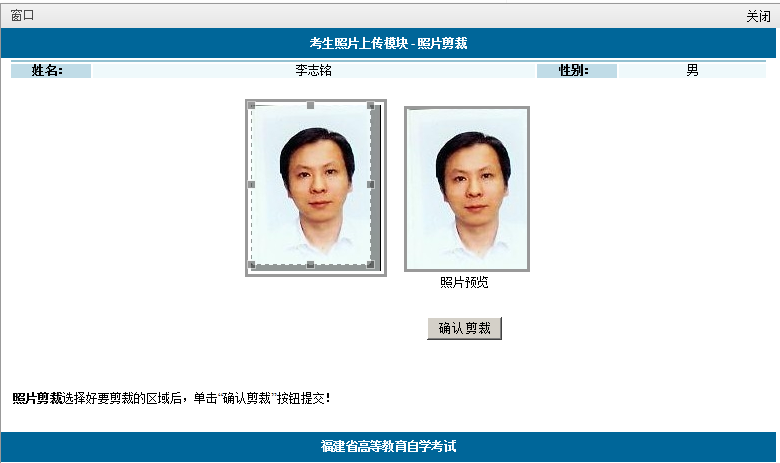 窗口 关闭
考生照片上传模块 - 照片剪裁
姓名: 李志铭 性别: 男
照片预览
确认剪裁
照片剪裁选择好要剪裁的区域后，单击“确认剪裁”按钮提交!
福建省高等教育自学考试